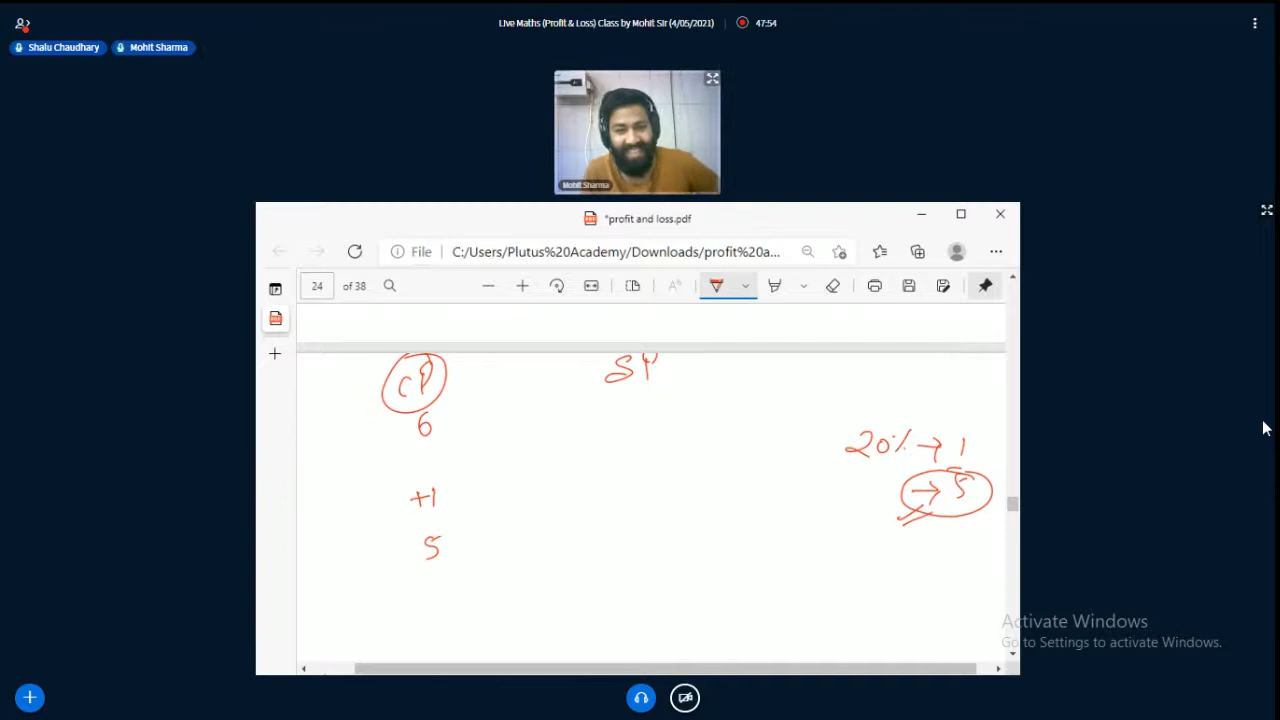 Live Maths (Profit & Loss) Class by Mohit Sir (4/05/2021)
47:54
Shalu Chaudhary
Mohit Sharma
Mohit Sharma
*profit and loss.pdf
File
C:/Users/Plutus%20Academy/Downloads/profit%20a...
24 of 38
CP
SP
6
20% → 1
→ 5
+1
5
Activate Windows
Go to Settings to activate Windows.